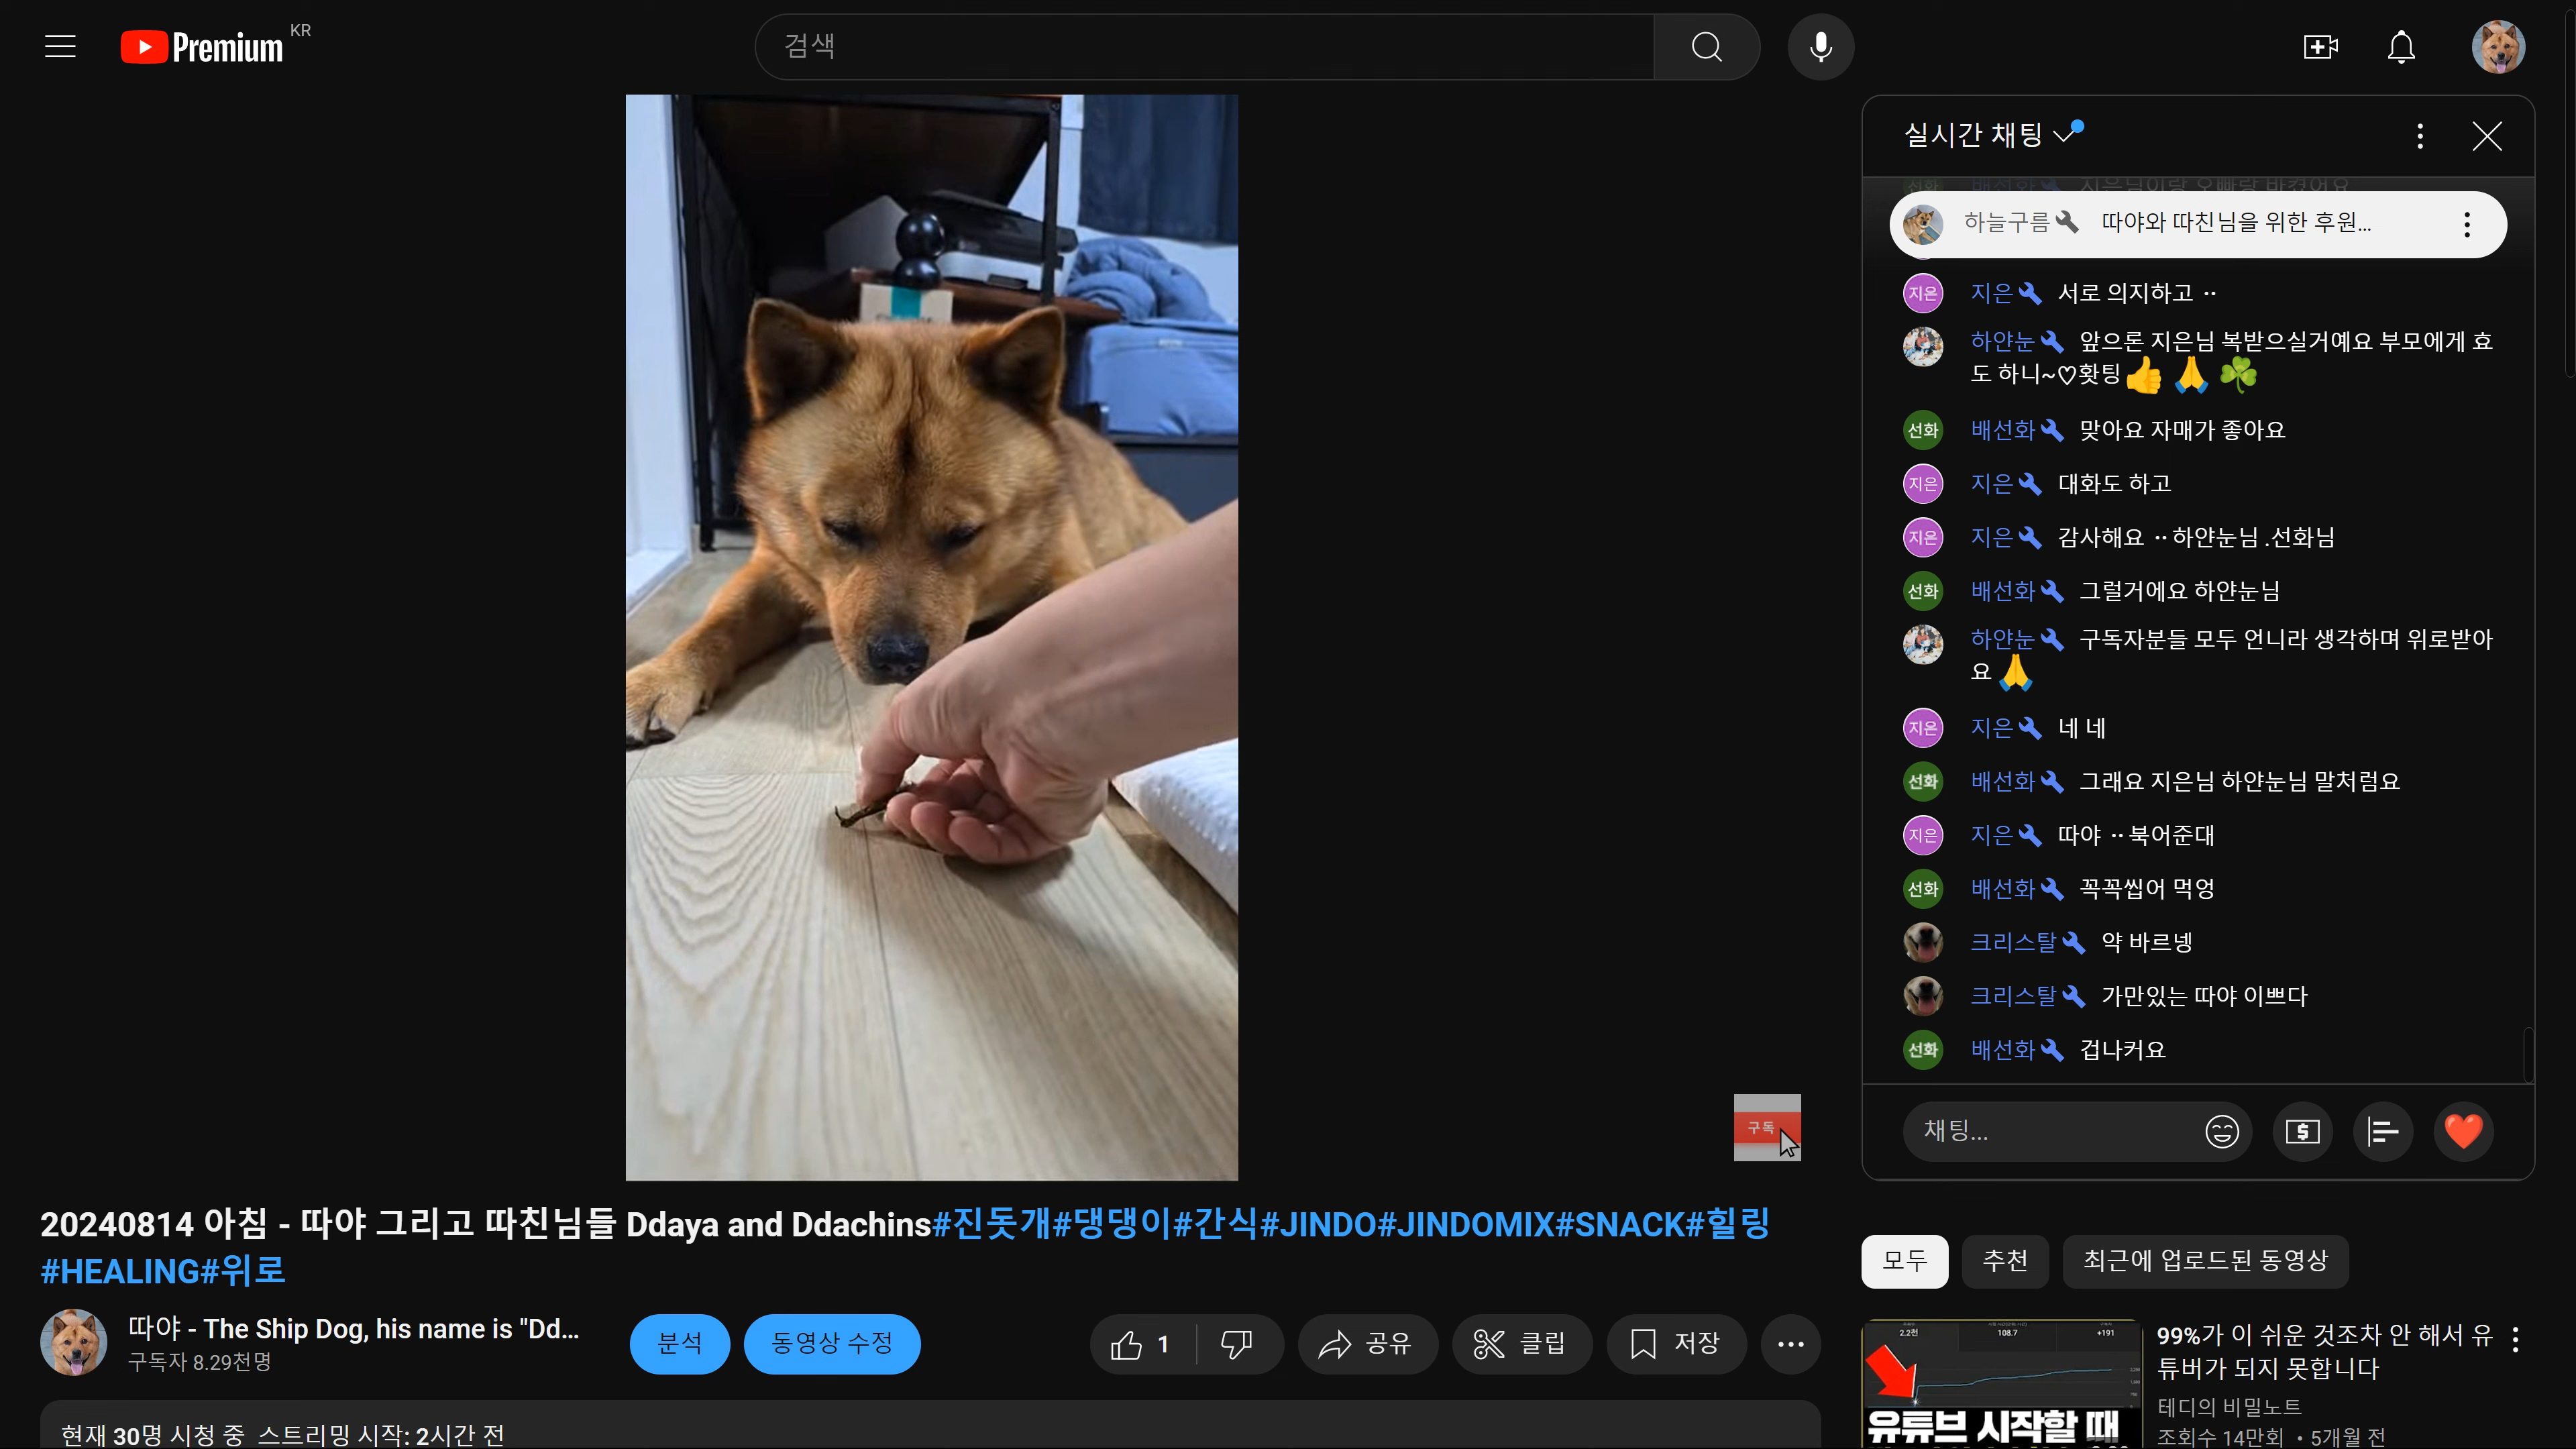 Premium KR
검색
실시간 채팅
하늘구름 따야와 따친님을 위한 후원...
지은 서로 의지하고 ··
하얀눈 앞으론 지은님 복받으실거예요 부모에게 효
도 하니~♡홧팅👍🙏☘️
배선화 맞아요 자매가 좋아요
지은 대화도 하고
지은 감사해요 ··하얀눈님 .선화님
배선화 그럴거에요 하얀눈님
하얀눈 구독자분들 모두 언니라 생각하며 위로받아
요🙏
지은 네 네
배선화 그래요 지은님 하얀눈님 말처럼요
지은 따야 ··북어준대
배선화 꼭꼭씹어 먹엉
크리스탈 약 바르넹
크리스탈 가만있는 따야 이쁘다
배선화 겁나커요
채팅...
구독
20240814 아침 - 따야 그리고 따친님들 Ddaya and Ddachins#진돗개#댕댕이#간식#JINDO#JINDOMIX#SNACK#힐링
#HEALING#위로
따야 - The Ship Dog, his name is "Dd...
구독자 8.29천명
분석
동영상 수정
1
공유
클립
저장
현재 30명 시청 중 스트리밍 시작: 2시간 전
모두
추천
최근에 업로드된 동영상
2.2천
108.7
+191
유튜브 시작할 때
99%가 이 쉬운 것조차 안 해서 유
튜버가 되지 못합니다
테디의 비밀노트
조회수 14만회 • 5개월 전